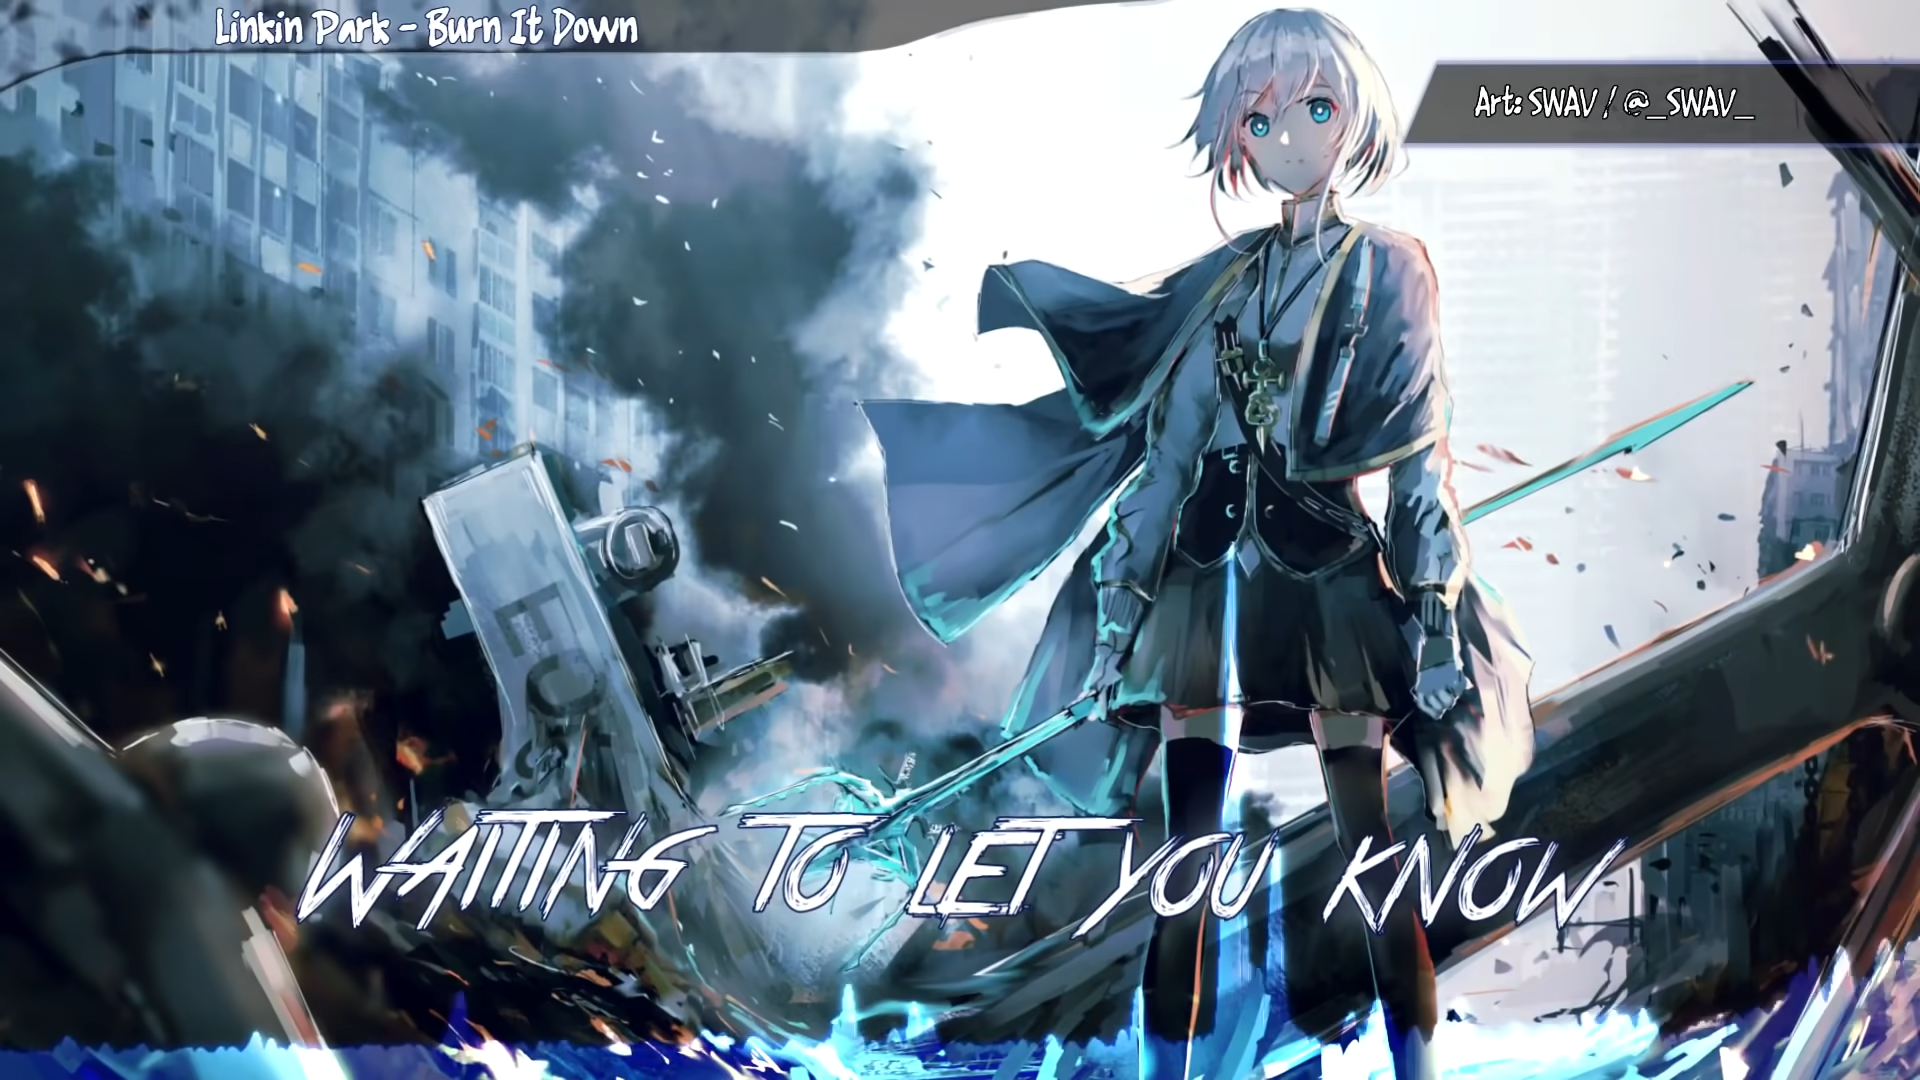 Linkin Park - Burn It Down
Art: SWAV / @_SWAV_
WAITING TO LET YOU KNOW